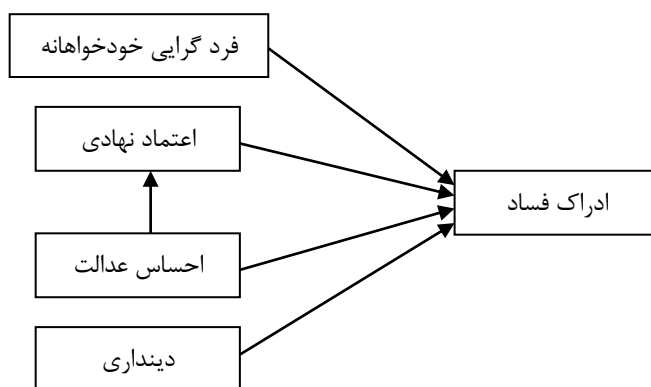 فرد گرایی خودخواهانه
اعتماد نهادی
ادراک فساد
احساس عدالت
دینداری